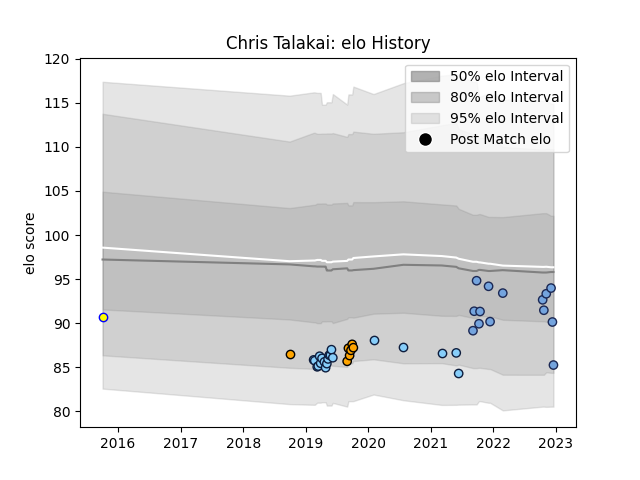 Chris Talakai: elo History
50% elo Interval
80% elo Interval
95% elo Interval
Post Match elo
elo score
120
115
110
105
100
95
90
85
80
2016
2017
2018
2019
2020
2021
2022
2023